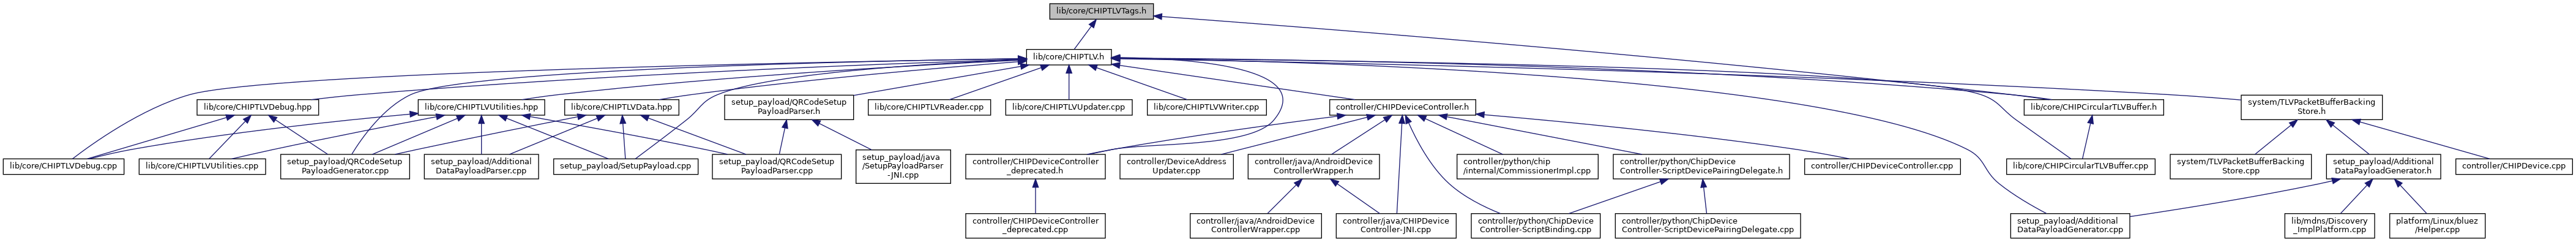 lib/core/CHIPTLVTags.h
lib/core/CHIPTLV.h
lib/core/CHIPTLVDebug.hpp
lib/core/CHIPTLVUtilities.hpp
lib/core/CHIPTLVData.hpp
setup_payload/QRCodeSetup
PayloadParser.h
lib/core/CHIPTLVReader.cpp
lib/core/CHIPTLVUpdater.cpp
lib/core/CHIPTLVWriter.cpp
controller/CHIPDeviceController.h
lib/core/CHIPCircularTLVBuffer.h
system/TLVPacketBufferBacking
Store.h
lib/core/CHIPTLVDebug.cpp
lib/core/CHIPTLVUtilities.cpp
setup_payload/QRCodeSetup
PayloadGenerator.cpp
setup_payload/Additional
DataPayloadParser.cpp
setup_payload/SetupPayload.cpp
setup_payload/QRCodeSetup
PayloadParser.cpp
setup_payload/java
/SetupPayloadParser
-JNI.cpp
controller/CHIPDeviceController
_deprecated.h
controller/DeviceAddress
Updater.cpp
controller/java/AndroidDevice
ControllerWrapper.h
controller/python/chip
/internal/CommissionerImpl.cpp
controller/python/ChipDevice
Controller-ScriptDevicePairingDelegate.h
controller/CHIPDeviceController.cpp
lib/core/CHIPCircularTLVBuffer.cpp
system/TLVPacketBufferBacking
Store.cpp
setup_payload/Additional
DataPayloadGenerator.h
controller/CHIPDevice.cpp
controller/CHIPDeviceController
_deprecated.cpp
controller/java/AndroidDevice
ControllerWrapper.cpp
controller/java/CHIPDevice
Controller-JNI.cpp
controller/python/ChipDevice
Controller-ScriptBinding.cpp
controller/python/ChipDevice
Controller-ScriptDevicePairingDelegate.cpp
setup_payload/Additional
DataPayloadGenerator.cpp
lib/mdns/Discovery
_ImplPlatform.cpp
platform/Linux/bluez
/Helper.cpp